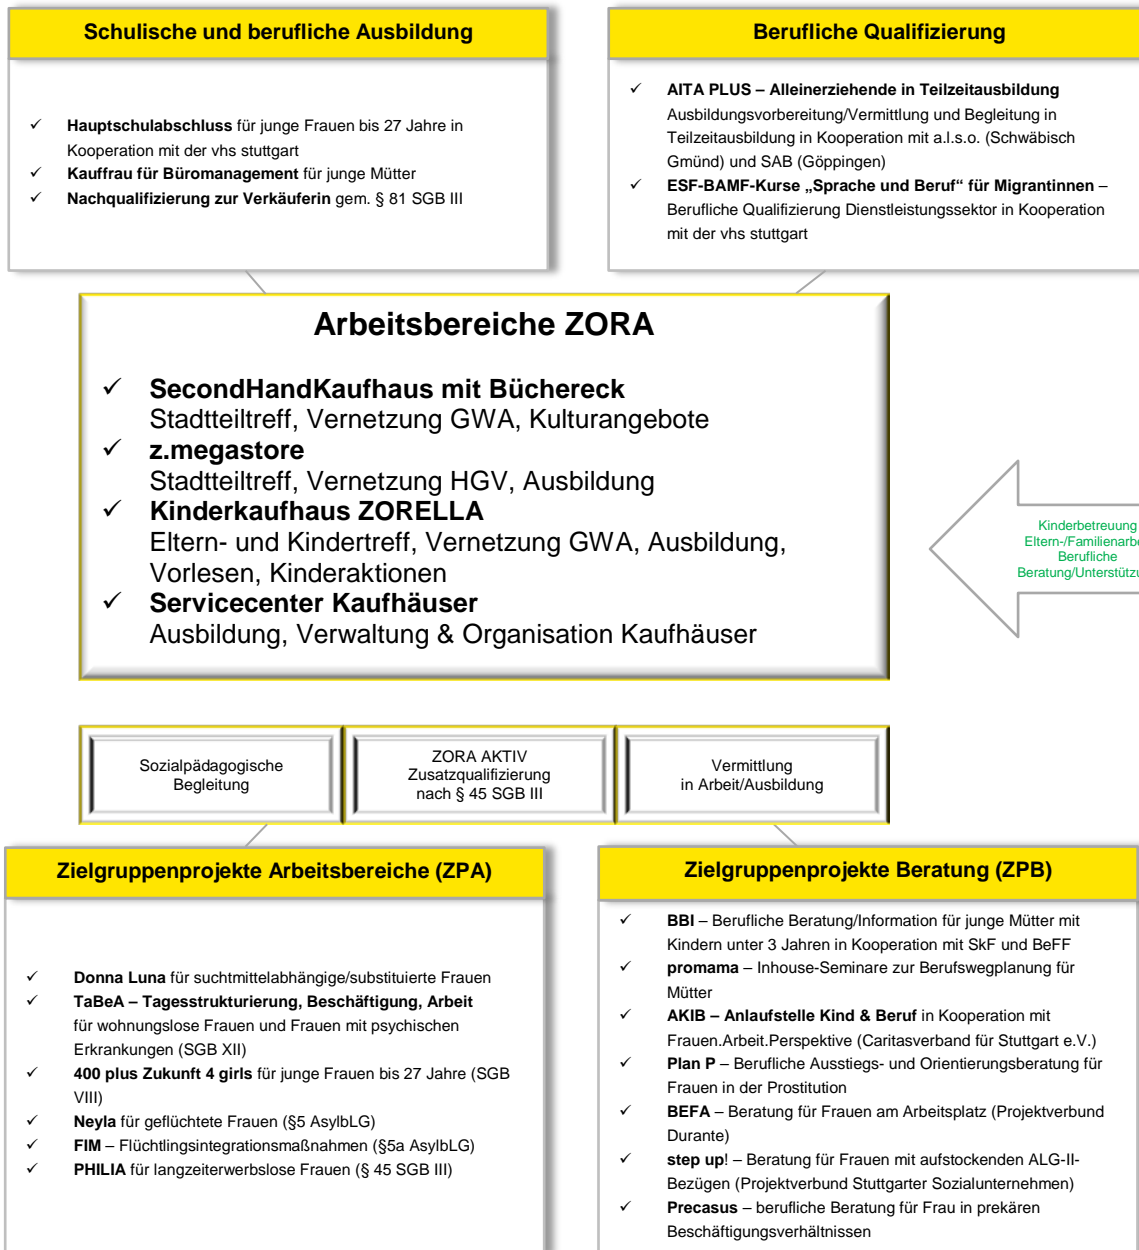 Schulische und berufliche Ausbildung
✓ Hauptschulabschluss für junge Frauen bis 27 Jahre in
Kooperation mit der vhs stuttgart
✓ Kauffrau für Büromanagement für junge Mütter
✓ Nachqualifizierung zur Verkäuferin gem. § 81 SGB III
Berufliche Qualifizierung
✓ AITA PLUS – Alleinerziehende in Teilzeitausbildung
Ausbildungsvorbereitung/Vermittlung und Begleitung in
Teilzeitausbildung in Kooperation mit a.l.s.o. (Schwäbisch
Gmünd) und SAB (Göppingen)
✓ ESF-BAMF-Kurse „Sprache und Beruf“ für Migrantinnen –
Berufliche Qualifizierung Dienstleistungssektor in Kooperation
mit der vhs stuttgart
Arbeitsbereiche ZORA
✓ SecondHandKaufhaus mit Büchereck
Stadtteiltreff, Vernetzung GWA, Kulturangebote
✓ z.megastore
Stadtteiltreff, Vernetzung HGV, Ausbildung
✓ Kinderkaufhaus ZORELLA
Eltern- und Kindertreff, Vernetzung GWA, Ausbildung,
Vorlesen, Kinderaktionen
✓ Servicecenter Kaufhäuser
Ausbildung, Verwaltung & Organisation Kaufhäuser
Kinderbetreuung
Berufliche
Sozialpädagogische
Begleitung
ZORA AKTIV
Zusatzqualifizierung
nach § 45 SGB III
Vermittlung
in Arbeit/Ausbildung
Zielgruppenprojekte Arbeitsbereiche (ZPA)
✓ Donna Luna für suchtmittelabhängige/substituierte Frauen
✓ TaBeA – Tagesstrukturierung, Beschäftigung, Arbeit
für wohnungslose Frauen und Frauen mit psychischen
Erkrankungen (SGB XII)
✓ 400 plus Zukunft 4 girls für junge Frauen bis 27 Jahre (SGB
VIII)
✓ Neyla für geflüchtete Frauen (§5 AsylbLG)
✓ FIM – Flüchtlingsintegrationsmaßnahmen (§5a AsylbLG)
✓ PHILIA für langzeiterwerbslose Frauen (§ 45 SGB III)
Zielgruppenprojekte Beratung (ZPB)
✓ BBI – Berufliche Beratung/Information für junge Mütter mit
Kindern unter 3 Jahren in Kooperation mit SkF und BeFF
✓ promama – Inhouse-Seminare zur Berufswegplanung für
Mütter
✓ AKIB – Anlaufstelle Kind & Beruf in Kooperation mit
Frauen.Arbeit.Perspektive (Caritasverband für Stuttgart e.V.)
✓ Plan P – Berufliche Ausstiegs- und Orientierungsberatung für
Frauen in der Prostitution
✓ BEFA – Beratung für Frauen am Arbeitsplatz (Projektverbund
Durante)
✓ step up! – Beratung für Frauen mit aufstockenden ALG-II-
Bezügen (Projektverbund Stuttgarter Sozialunternehmen)
✓ Precasus – berufliche Beratung für Frau in prekären
Beschäftigungsverhältnissen